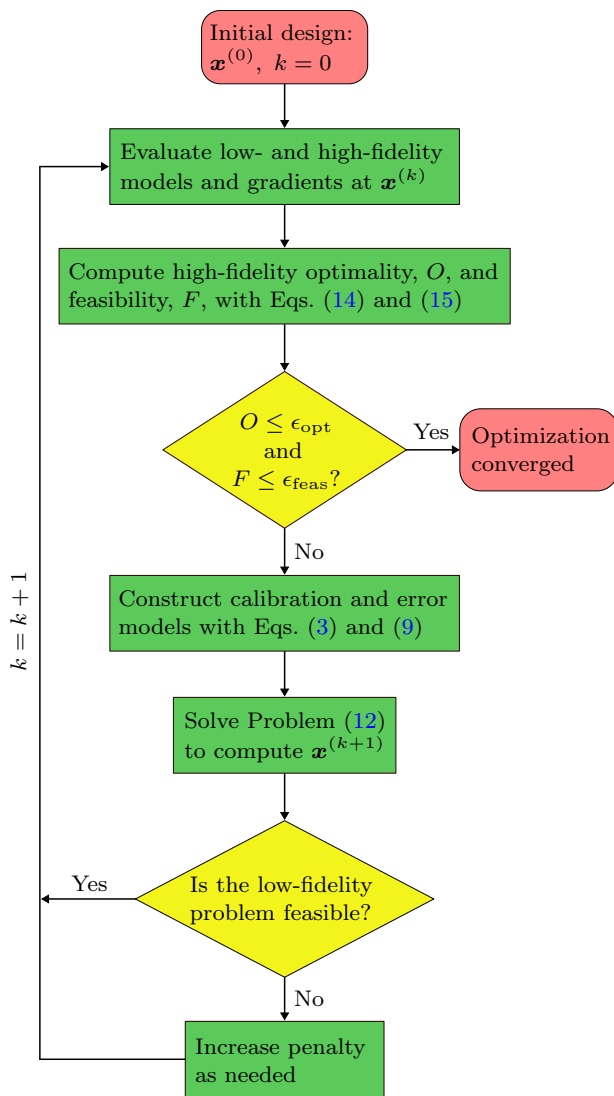 Initial design:
𝒙⁽⁰⁾, k = 0
Evaluate low- and high-fidelity
models and gradients at 𝒙⁽ᵏ⁾
Compute high-fidelity optimality, O, and
feasibility, F, with Eqs. (14) and (15)
O ≤ ϵ_opt
and
F ≤ ϵ_feas?
Yes
Optimization
converged
No
Construct calibration and error
models with Eqs. (3) and (9)
k = k + 1
Solve Problem (12)
to compute 𝒙⁽ᵏ⁺¹⁾
Is the low-fidelity
problem feasible?
Yes
No
Increase penalty
as needed